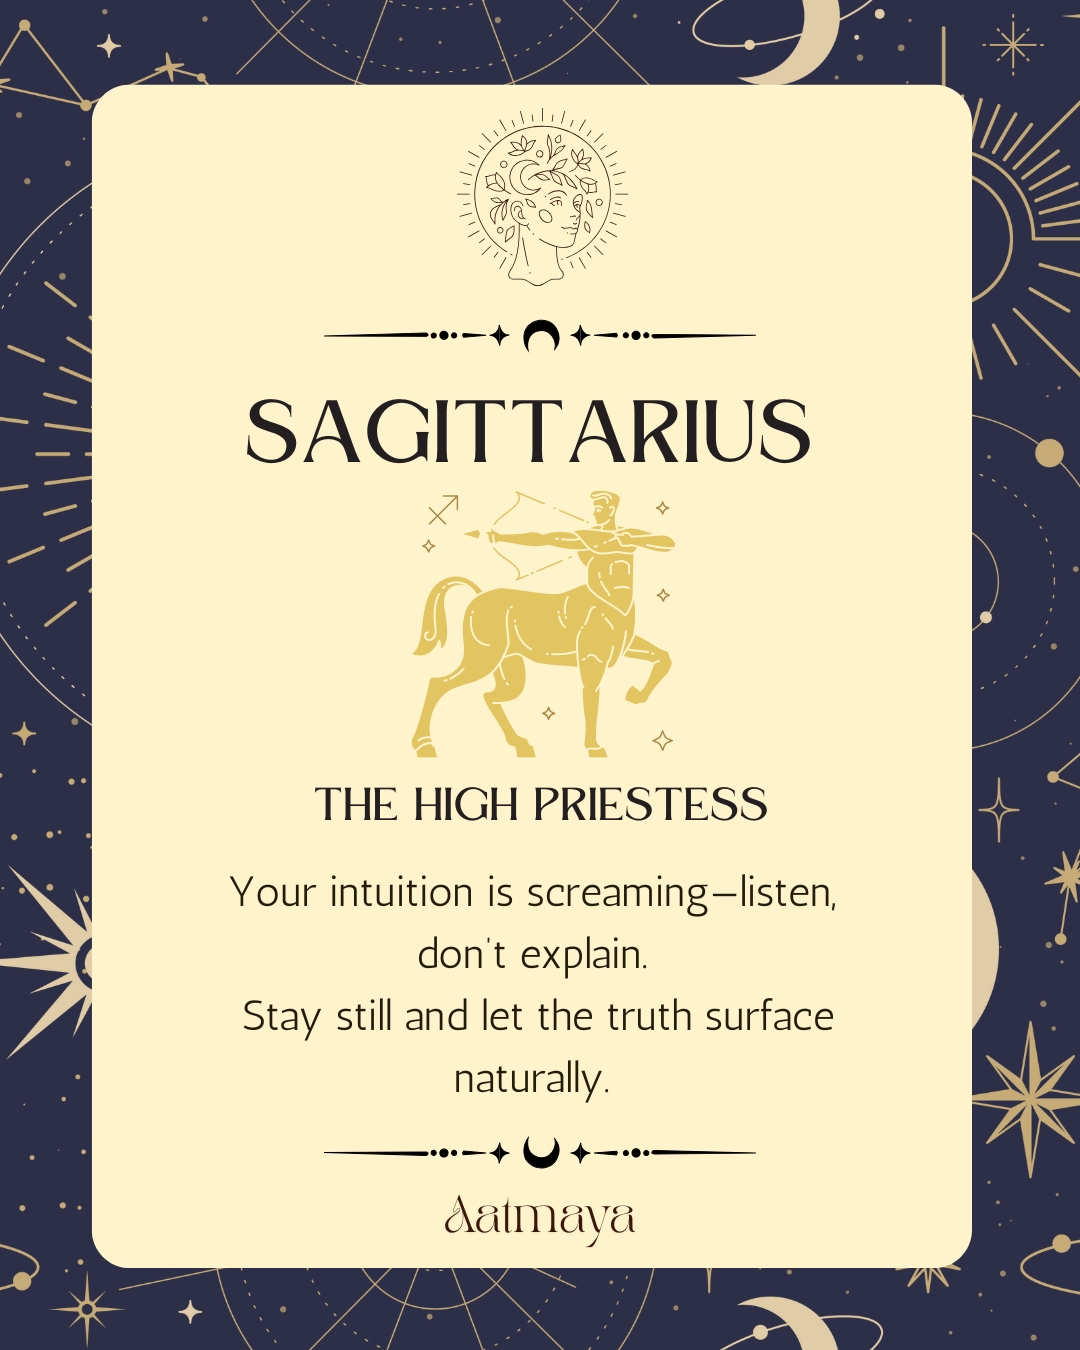 SAGITTARIUS
THE HIGH PRIESTESS
Your intuition is screaming—listen,
don't explain.
Stay still and let the truth surface
naturally.
Aatmaya